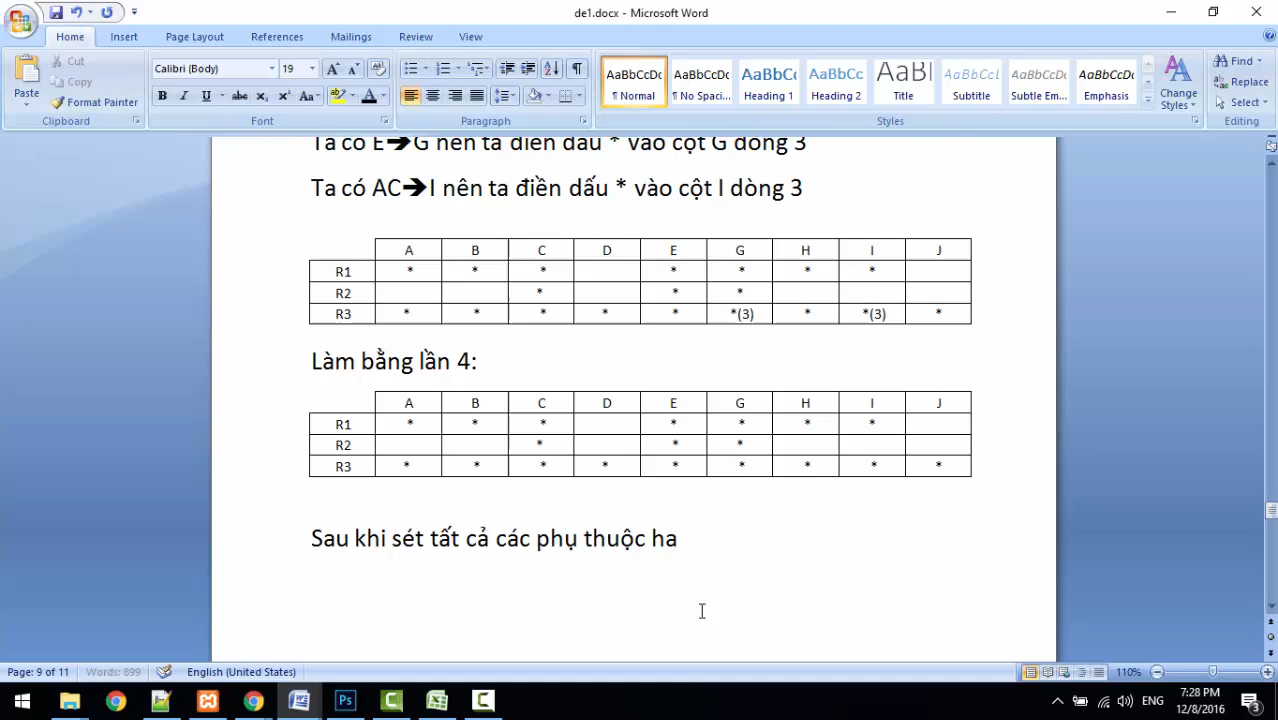 de1.docx - Microsoft Word
Home Insert Page Layout References Mailings Review View
Paste
Cut
Copy
Format Painter
Clipboard
Calibri (Body) 19
Font
Paragraph
AaBbCcDc AaBbCcDc AaBbCc AaBbCc AaBl AaBbCcL AaBbCcDc AaBbCcDc
¶ Normal ¶ No Spaci... Heading 1 Heading 2 Title Subtitle Subtle Em... Emphasis
Change Styles
Styles
Find
Replace
Select
Editing
Ta có E➔G nên ta điền dấu * vào cột G dòng 3
Ta có AC➔I nên ta điền dấu * vào cột I dòng 3
A B C D E G H I J
R1 * * * * * * *
R2 * * *
R3 * * * * * *(3) * *(3) *
Làm bằng lần 4:
A B C D E G H I J
R1 * * * * * * *
R2 * * *
R3 * * * * * * * * *
Sau khi sét tất cả các phụ thuộc ha
Page: 9 of 11 Words: 899 English (United States) 110%
ENG
7:28 PM
12/8/2016
3